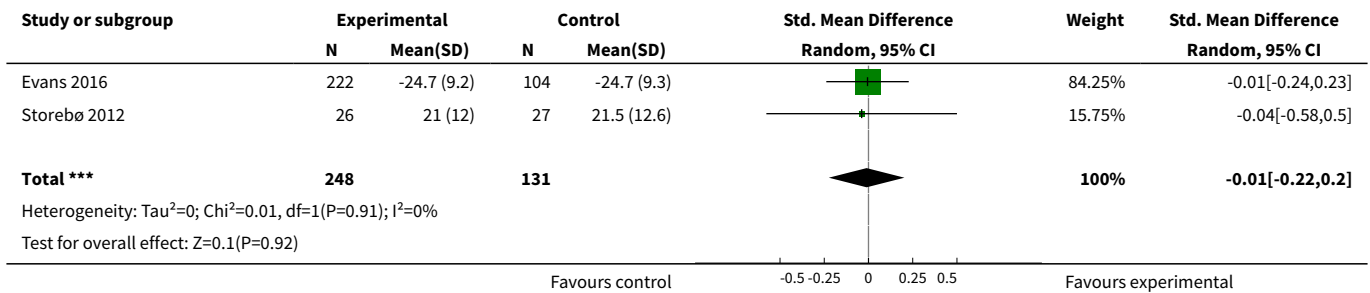 Study or subgroup Experimental Control Std. Mean Difference Weight Std. Mean Difference
N Mean(SD) N Mean(SD) Random, 95% CI Random, 95% CI
Evans 2016 222 -24.7 (9.2) 104 -24.7 (9.3) 84.25% -0.01[-0.24,0.23]
Storebø 2012 26 21 (12) 27 21.5 (12.6) 15.75% -0.04[-0.58,0.5]
Total *** 248 131 100% -0.01[-0.22,0.2]
Heterogeneity: Tau²=0; Chi²=0.01, df=1(P=0.91); I²=0%
Test for overall effect: Z=0.1(P=0.92)
Favours control -0.5 -0.25 0 0.25 0.5 Favours experimental